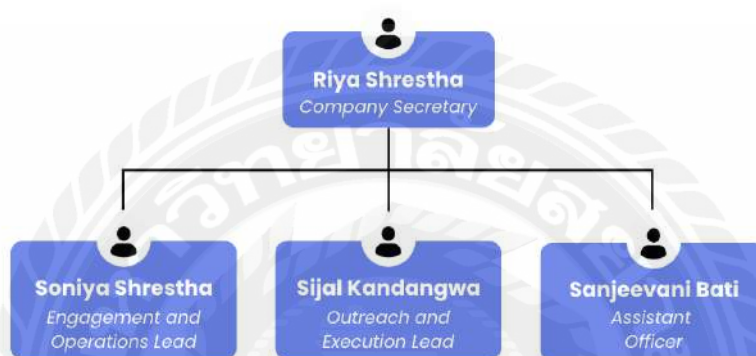 Riya Shrestha
Company Secretary
Soniya Shrestha
Engagement and
Operations Lead
Sijal Kandangwa
Outreach and
Execution Lead
Sanjeevani Bati
Assistant
Officer